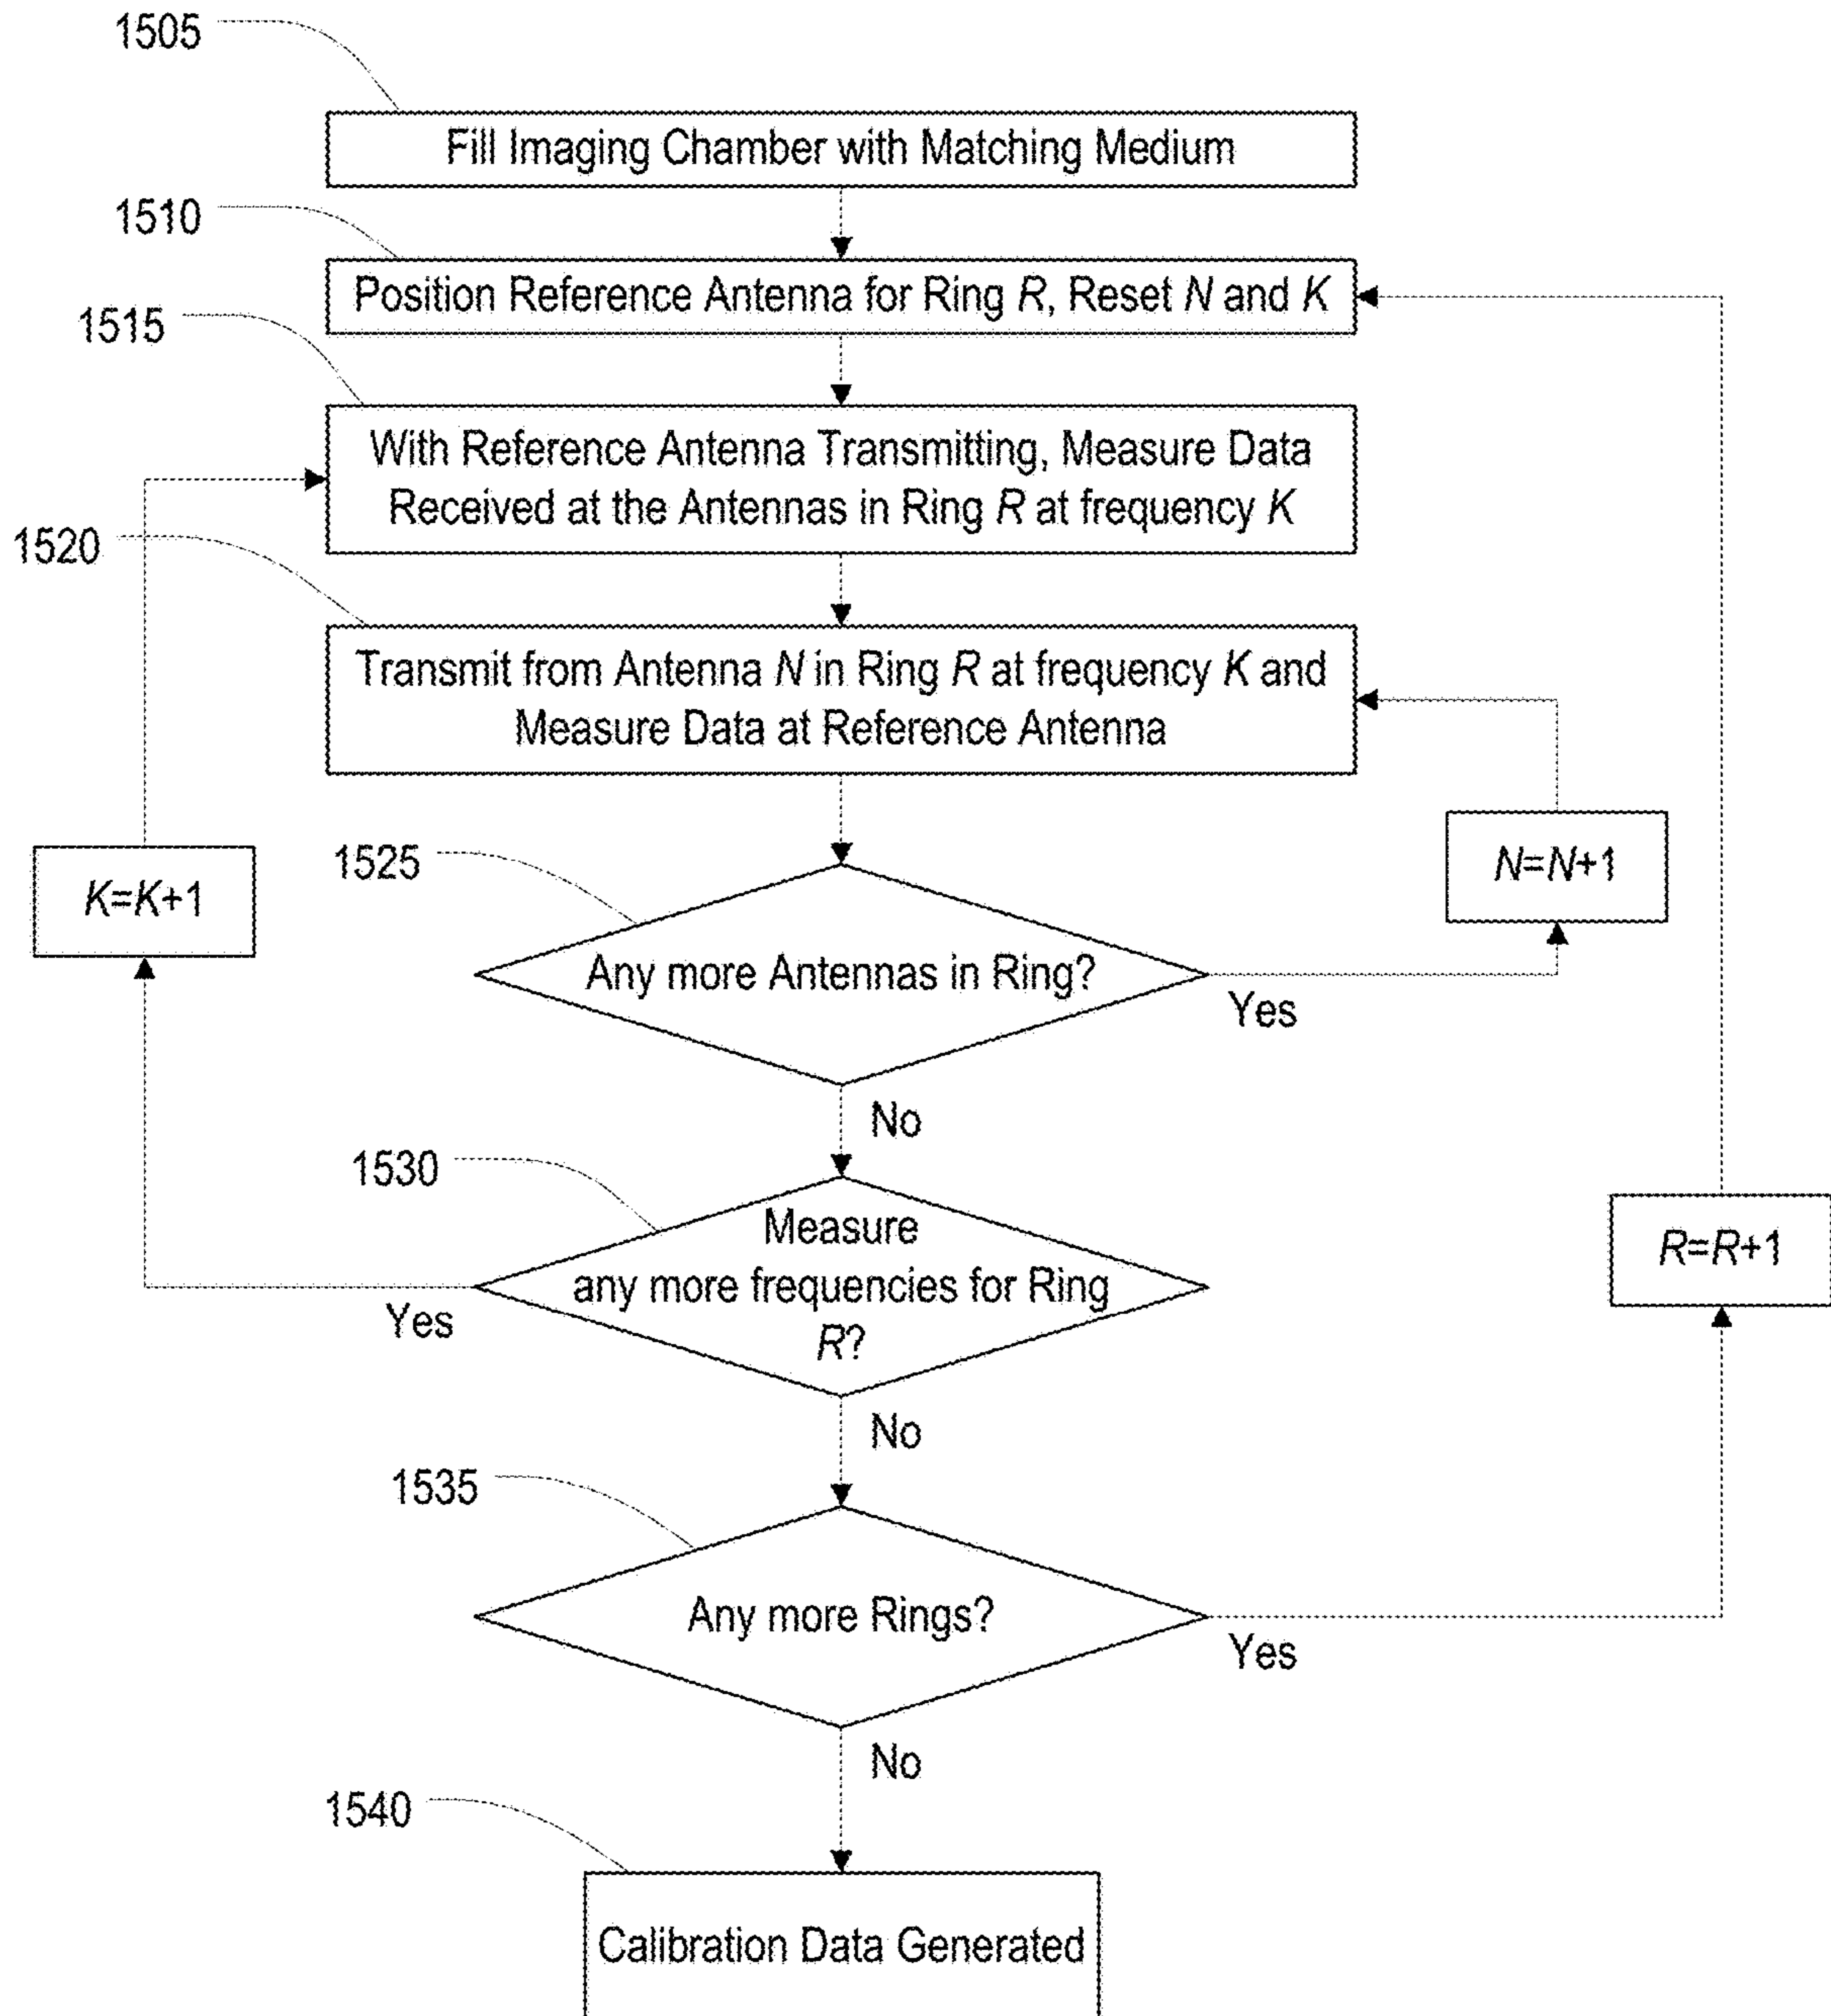 1505
Fill Imaging Chamber with Matching Medium
1510
Position Reference Antenna for Ring R, Reset N and K
1515
With Reference Antenna Transmitting, Measure Data
Received at the Antennas in Ring R at frequency K
1520
Transmit from Antenna N in Ring R at frequency K and
Measure Data at Reference Antenna
K=K+1
1525
N=N+1
Any more Antennas in Ring?
Yes
No
1530
Measure
any more frequencies for Ring
R?
Yes
R=R+1
No
1535
Any more Rings?
Yes
No
1540
Calibration Data Generated